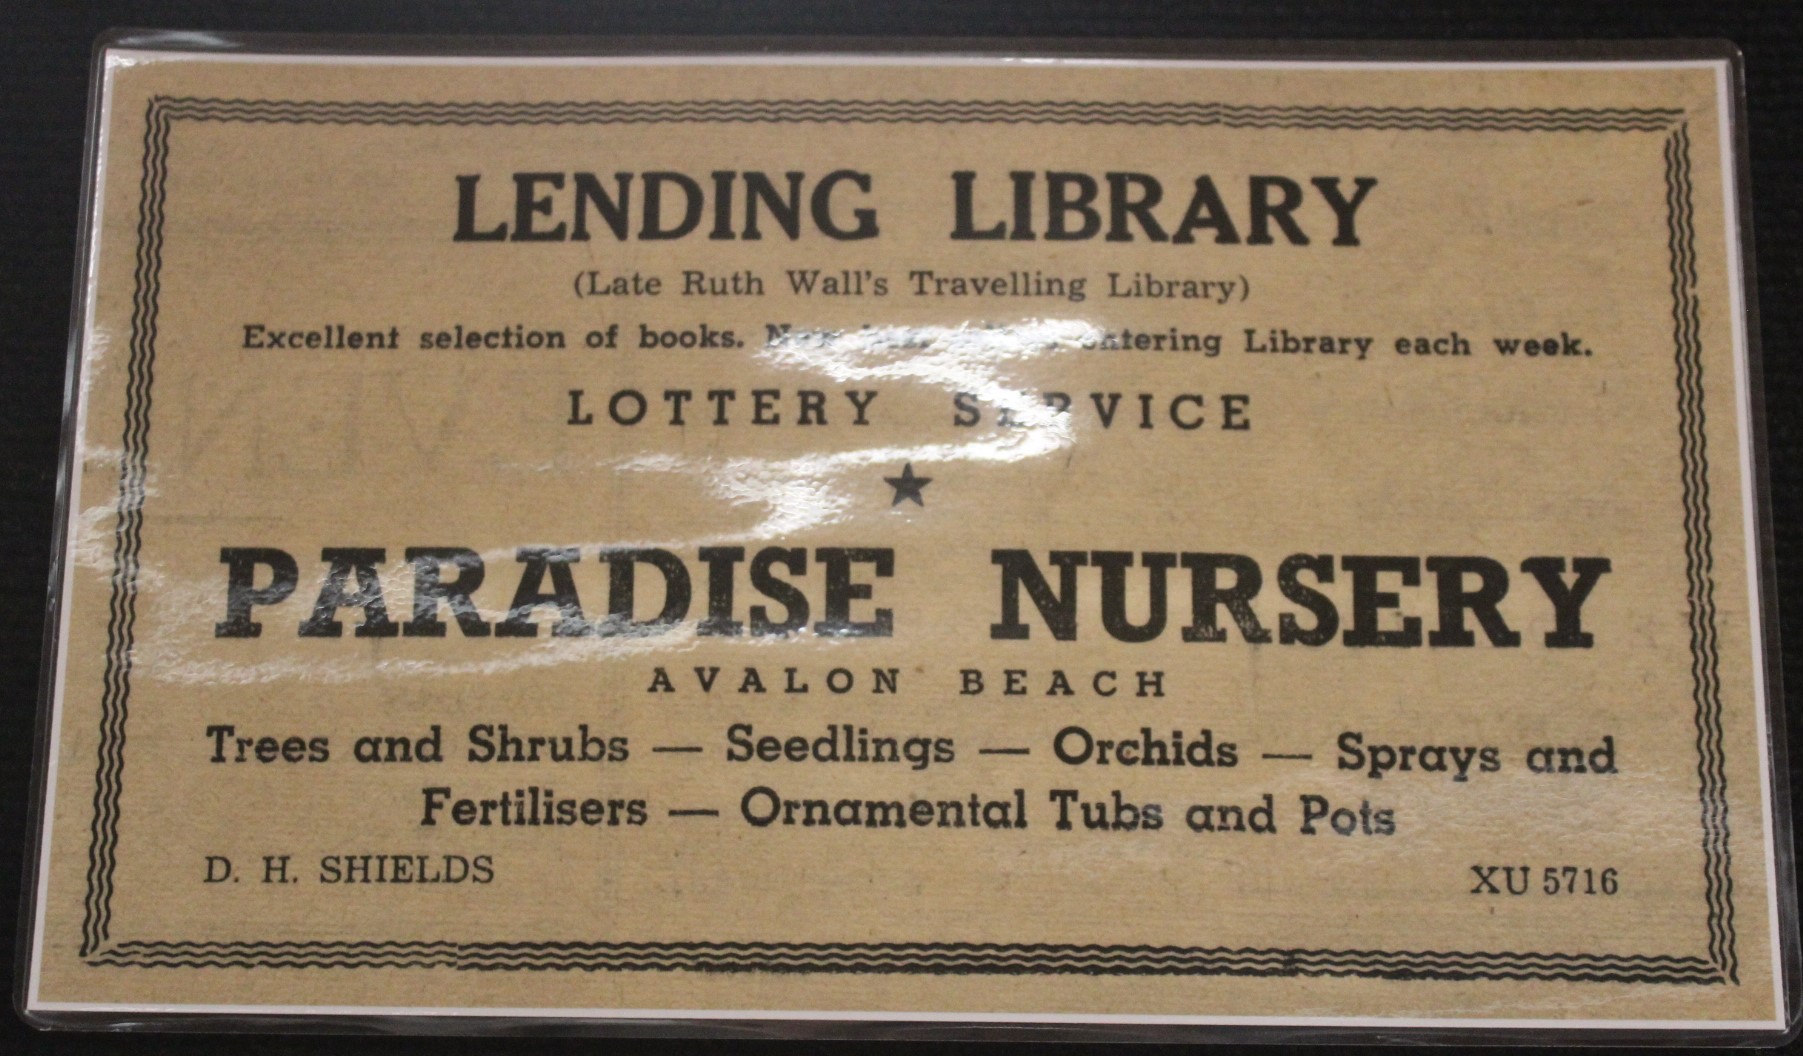 LENDING LIBRARY
(Late Ruth Wall's Travelling Library)
Excellent selection of books. entering Library each week.
LOTTERY SERVICE
★
PARADISE NURSERY
AVALON BEACH
Trees and Shrubs — Seedlings — Orchids — Sprays and
Fertilisers — Ornamental Tubs and Pots
D. H. SHIELDS
XU 5716